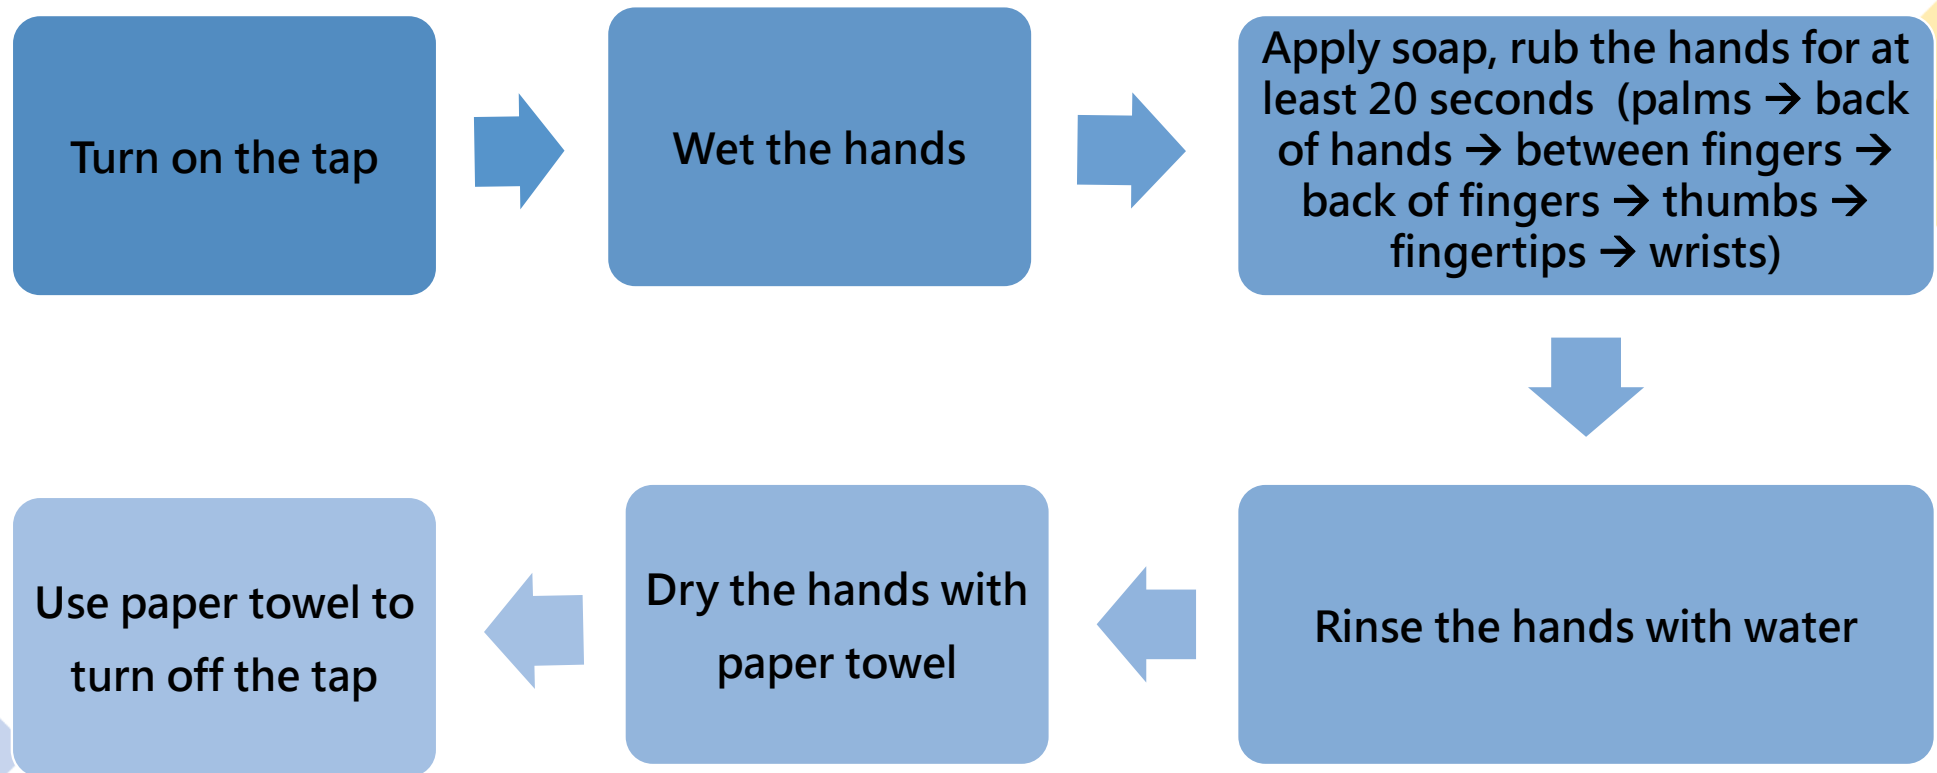 Turn on the tap
Wet the hands
Apply soap, rub the hands for at
least 20 seconds (palms → back
of hands → between fingers →
back of fingers → thumbs →
fingertips → wrists)
Rinse the hands with water
Dry the hands with
paper towel
Use paper towel to
turn off the tap